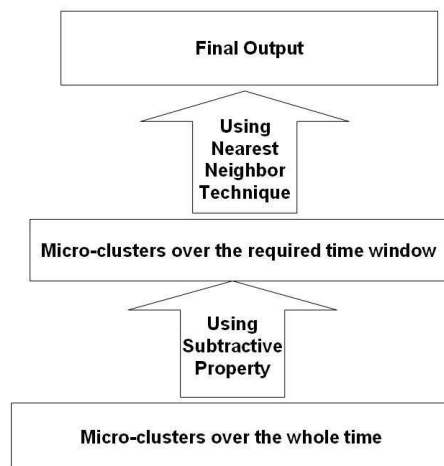 Final Output
Using
Nearest
Neighbor
Technique
Micro-clusters over the required time window
Using
Subtractive
Property
Micro-clusters over the whole time